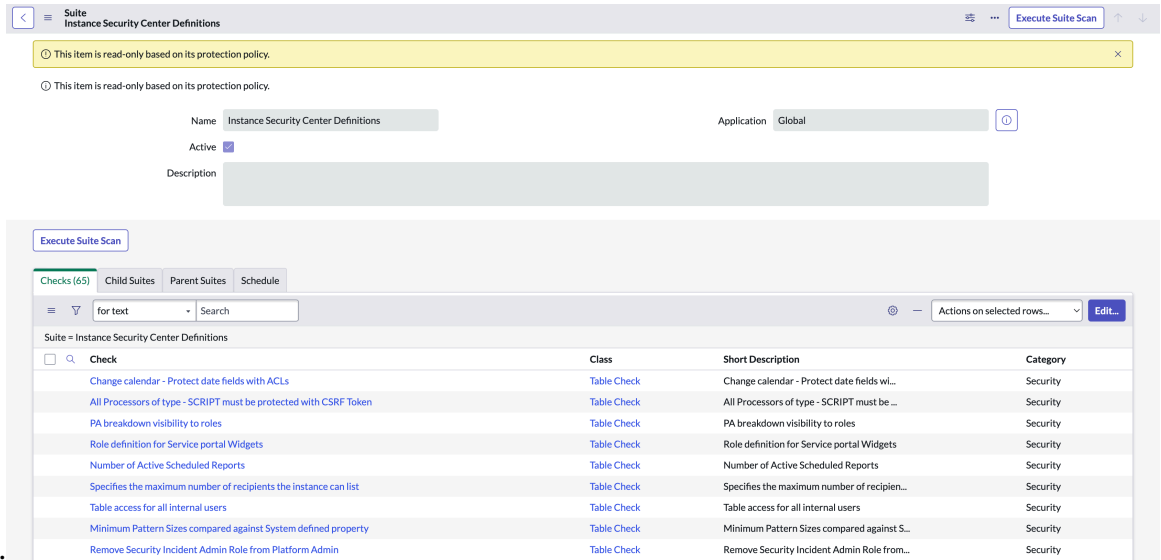 Suite
Instance Security Center Definitions
Execute Suite Scan
This item is read-only based on its protection policy.
This item is read-only based on its protection policy.
Name Instance Security Center Definitions Application Global
Active
Description
Execute Suite Scan
Checks (65) Child Suites Parent Suites Schedule
for text Search Actions on selected rows... Edit...
Suite = Instance Security Center Definitions
Check Class Short Description Category
Change calendar - Protect date fields with ACLs Table Check Change calendar - Protect date fields wi... Security
All Processors of type - SCRIPT must be protected with CSRF Token Table Check All Processors of type - SCRIPT must be ... Security
PA breakdown visibility to roles Table Check PA breakdown visibility to roles Security
Role definition for Service portal Widgets Table Check Role definition for Service portal Widgets Security
Number of Active Scheduled Reports Table Check Number of Active Scheduled Reports Security
Specifies the maximum number of recipients the instance can list Table Check Specifies the maximum number of recipien... Security
Table access for all internal users Table Check Table access for all internal users Security
Minimum Pattern Sizes compared against System defined property Table Check Minimum Pattern Sizes compared against S... Security
Remove Security Incident Admin Role from Platform Admin Table Check Remove Security Incident Admin Role from... Security